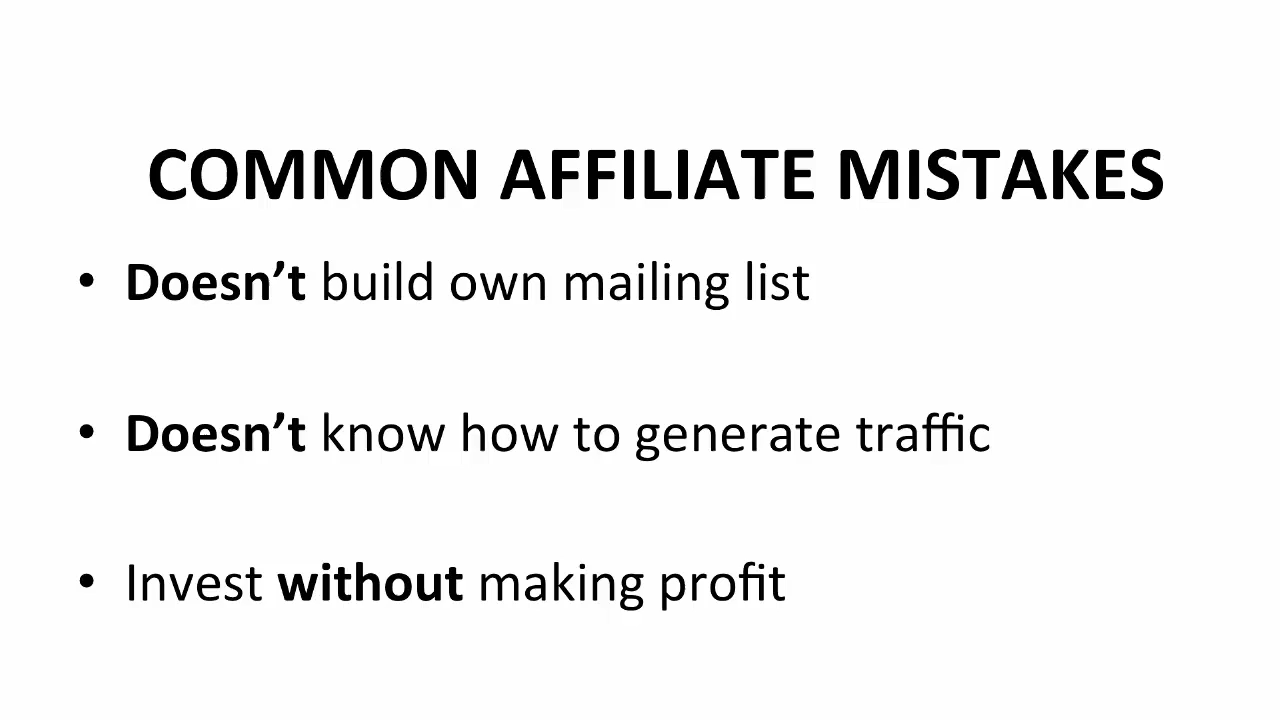 COMMON AFFILIATE MISTAKES
• Doesn’t build own mailing list
• Doesn’t know how to generate traffic
• Invest without making profit